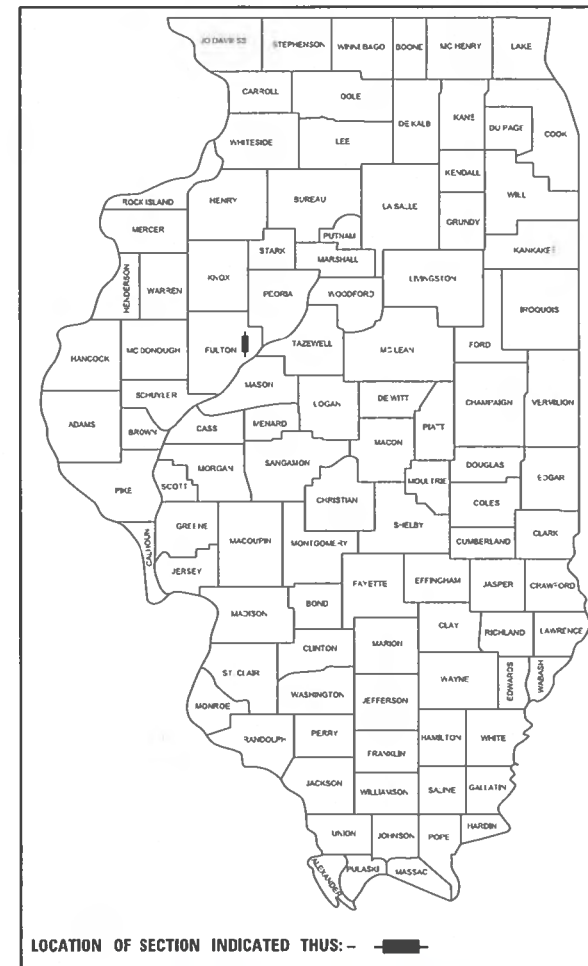 JO DAVIESS STEPHENSON WINNEBAGO BOONE MC HENRY LAKE
CARROLL OGLE
DE KALB KANE DU PAGE COOK
WHITESIDE LEE
KENDALL WILL
ROCK ISLAND HENRY BUREAU LA SALLE
GRUNDY
MERCER PUTNAM
STARK MARSHALL KANKAKEE
HENDERSON WARREN KNOX PEORIA WOODFORD LIVINGSTON
IROQUOIS
HANCOCK MC DONOUGH FULTON TAZEWELL MC LEAN FORD
MASON
SCHUYLER LOGAN DE WITT CHAMPAIGN VERMILION
ADAMS BROWN CASS MENARD PIATT
MACON
MORGAN SANGAMON DOUGLAS EDGAR
PIKE SCOTT CHRISTIAN MOULTRIE
COLES
GREENE MACOUPIN MONTGOMERY SHELBY
CALHOUN CUMBERLAND CLARK
JERSEY
FAYETTE EFFINGHAM JASPER CRAWFORD
MADISON BOND
CLAY RICHLAND LAWRENCE
CLINTON MARION
ST. CLAIR WAYNE EDWARDS WABASH
WASHINGTON JEFFERSON
MONROE
RANDOLPH PERRY HAMILTON WHITE
FRANKLIN
JACKSON WILLIAMSON SALINE GALLATIN
UNION JOHNSON POPE HARDIN
ALEXANDER PULASKI MASSAC
LOCATION OF SECTION INDICATED THUS: -